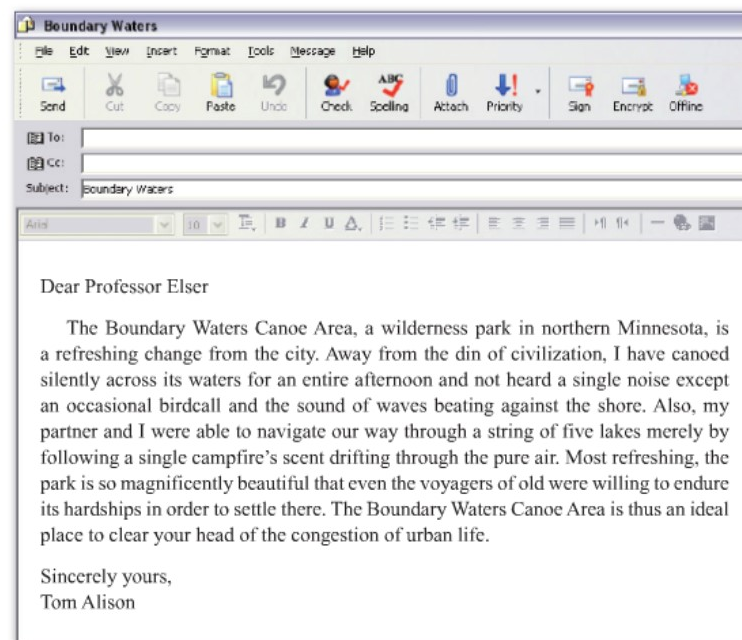 Boundary Waters
File Edit View Insert Format Tools Message Help
Send Cut Copy Paste Undo Check Spelling Attach Priority Sign Encrypt Offline
To:
Cc:
Subject: Boundary Waters
Arial 10
Dear Professor Elser
The Boundary Waters Canoe Area, a wilderness park in northern Minnesota, is
a refreshing change from the city. Away from the din of civilization, I have canoed
silently across its waters for an entire afternoon and not heard a single noise except
an occasional birdcall and the sound of waves beating against the shore. Also, my
partner and I were able to navigate our way through a string of five lakes merely by
following a single campfire’s scent drifting through the pure air. Most refreshing, the
park is so magnificently beautiful that even the voyagers of old were willing to endure
its hardships in order to settle there. The Boundary Waters Canoe Area is thus an ideal
place to clear your head of the congestion of urban life.
Sincerely yours,
Tom Alison